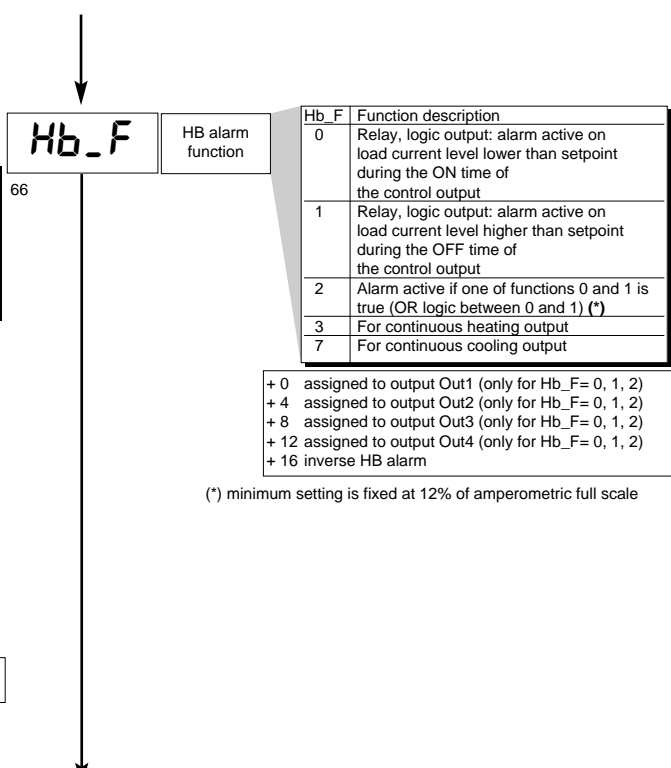 Hb_F
HB alarm
function
66
Hb_F Function description
0 Relay, logic output: alarm active on
load current level lower than setpoint
during the ON time of
the control output
1 Relay, logic output: alarm active on
load current level higher than setpoint
during the OFF time of
the control output
2 Alarm active if one of functions 0 and 1 is
true (OR logic between 0 and 1) (*)
3 For continuous heating output
7 For continuous cooling output
+ 0 assigned to output Out1 (only for Hb_F= 0, 1, 2)
+ 4 assigned to output Out2 (only for Hb_F= 0, 1, 2)
+ 8 assigned to output Out3 (only for Hb_F= 0, 1, 2)
+ 12 assigned to output Out4 (only for Hb_F= 0, 1, 2)
+ 16 inverse HB alarm
(*) minimum setting is fixed at 12% of amperometric full scale